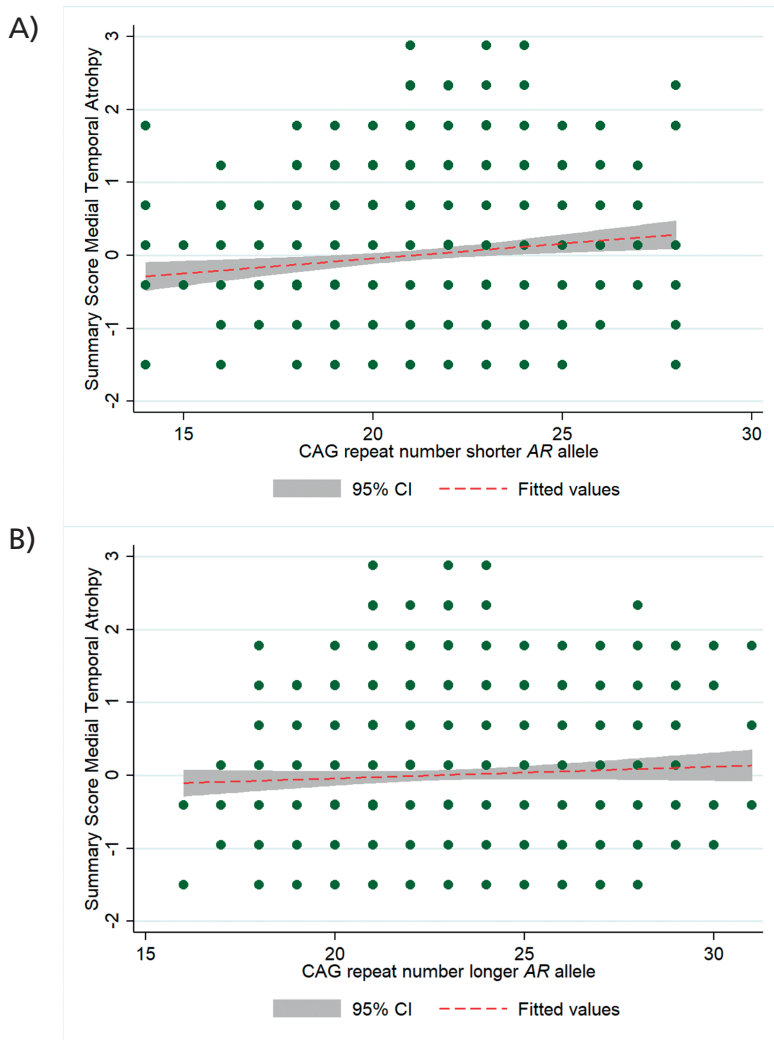 A)
Summary Score Medial Temporal Atrohpy
3
2
1
0
-1
-2
15 20 25 30
CAG repeat number shorter AR allele
95% CI Fitted values
B)
Summary Score Medial Temporal Atrohpy
3
2
1
0
-1
-2
15 20 25 30
CAG repeat number longer AR allele
95% CI Fitted values